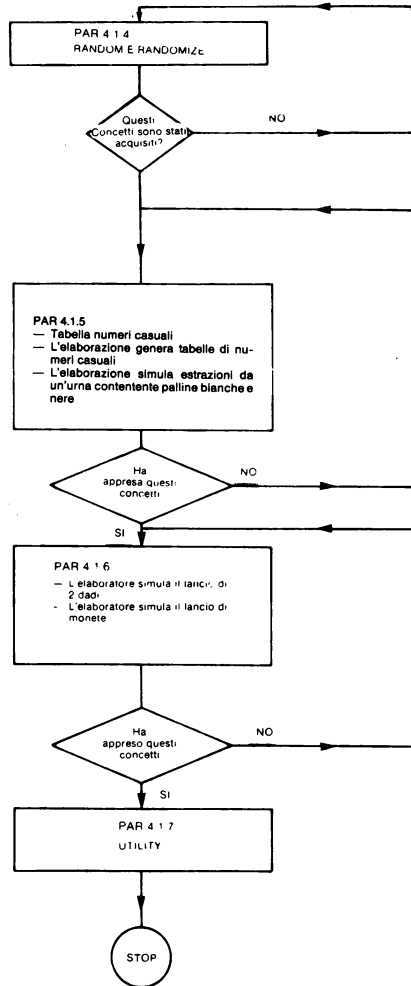 PAR 4 1 4
RANDOM E RANDOMIZE
Questi
Concetti sono stati
acquisiti?
NO
PAR 4.1.5
— Tabella numeri casuali
— L'elaborazione genera tabelle di nu-
meri casuali
— L'elaborazione simula estrazioni da
un'urna contentente palline bianche e
nere
Ha
appresa questi
concetti
NO
SI
PAR 4 1 6
— L'elaboratore simula il lancio di
2 dadi
- L'elaboratore simula il lancio di
monete
Ha
appreso questi
concetti
NO
SI
PAR 4 1 7
UTILITY
STOP